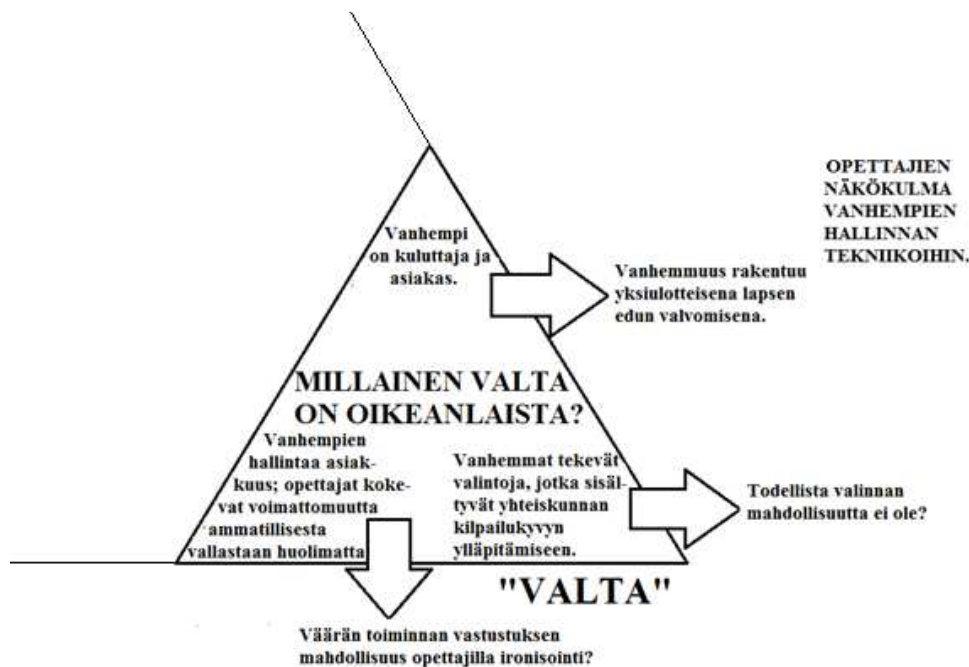 OPETTAJIEN
NÄKÖKULMA
VANHEMPIEN
HALLINNAN
TEKNIIKOIHIN.
Vanhempi
on kuluttaja ja
asiakas.
Vanhemmuus rakentuu
yksiulotteisena lapsen
edun valvomisena.
MILLAINEN VALTA
ON OIKEANLAISTA?
Vanhempien
hallintaa asiak-
kuus; opettajat koke-
vat voimattomuutta
ammatillisesta
vallastaan huolimatta
Vanhemmat tekevät
valintoja, jotka sisäl-
tyvät yhteiskunnan
kilpailukyvyn
ylläpitämiseen.
Todellista valinnan
mahdollisuutta ei ole?
"VALTA"
Väärän toiminnan vastustuksen
mahdollisuus opettajilla ironisointi?